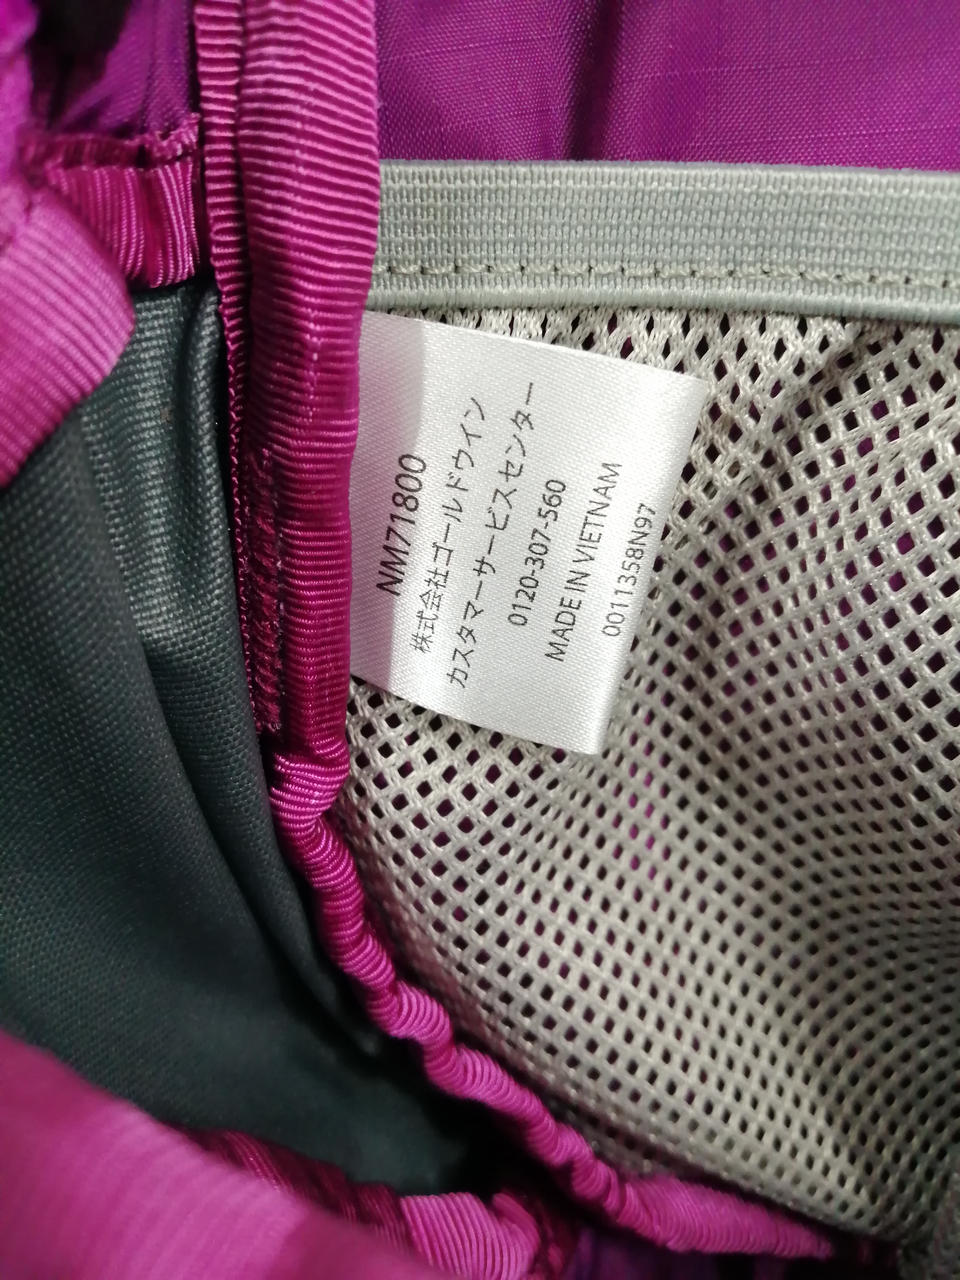 NM71800
株式会社ゴールドウイン
カスタマーサービスセンター
0120-307-560
MADE IN VIETNAM
0011358N97